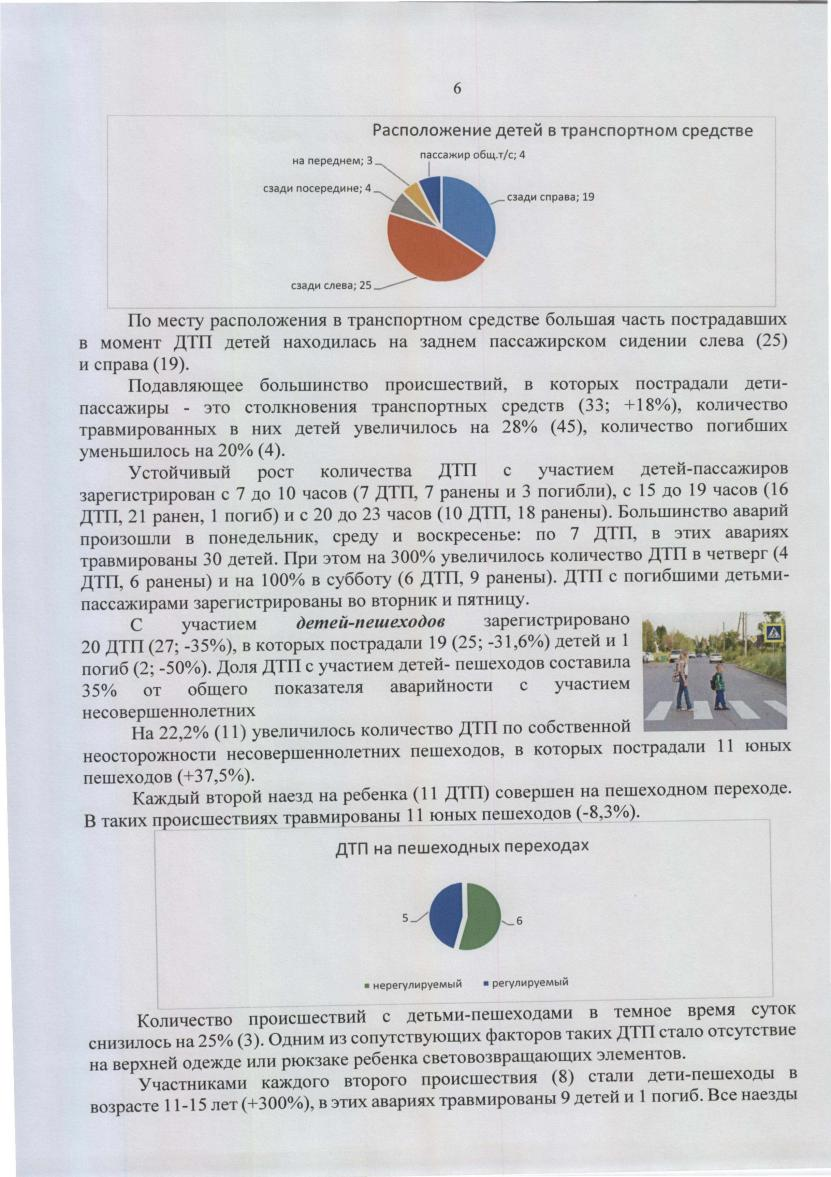 6
Расположение детей в транспортном средстве
пассажир общ.т/с; 4
на переднем; 3
сзади посередине; 4
сзади справа; 19
сзади слева; 25
По месту расположения в транспортном средстве большая часть пострадавших
в момент ДТП детей находилась на заднем пассажирском сидении слева (25)
и справа (19).
Подавляющее большинство происшествий, в которых пострадали дети-
пассажиры - это столкновения транспортных средств (33; +18%), количество
травмированных в них детей увеличилось на 28% (45), количество погибших
уменьшилось на 20% (4).
Устойчивый рост количества ДТП с участием детей-пассажиров
зарегистрирован с 7 до 10 часов (7 ДТП, 7 ранены и 3 погибли), с 15 до 19 часов (16
ДТП, 21 ранен, 1 погиб) и с 20 до 23 часов (10 ДТП, 18 ранены). Большинство аварий
произошли в понедельник, среду и воскресенье: по 7 ДТП, в этих авариях
травмированы 30 детей. При этом на 300% увеличилось количество ДТП в четверг (4
ДТП, 6 ранены) и на 100% в субботу (6 ДТП, 9 ранены). ДТП с погибшими детьми-
пассажирами зарегистрированы во вторник и пятницу.
С участием детей-пешеходов зарегистрировано
20 ДТП (27; -35%), в которых пострадали 19 (25; -31,6%) детей и 1
погиб (2; -50%). Доля ДТП с участием детей- пешеходов составила
35% от общего показателя аварийности с участием
несовершеннолетних
На 22,2% (11) увеличилось количество ДТП по собственной
неосторожности несовершеннолетних пешеходов, в которых пострадали 11 юных
пешеходов (+37,5%).
Каждый второй наезд на ребенка (11 ДТП) совершен на пешеходном переходе.
В таких происшествиях травмированы 11 юных пешеходов (-8,3%).
ДТП на пешеходных переходах
5
6
нерегулируемый регулируемый
Количество происшествий с детьми-пешеходами в темное время суток
снизилось на 25% (3). Одним из сопутствующих факторов таких ДТП стало отсутствие
на верхней одежде или рюкзаке ребенка световозвращающих элементов.
Участниками каждого второго происшествия (8) стали дети-пешеходы в
возрасте 11-15 лет (+300%), в этих авариях травмированы 9 детей и 1 погиб. Все наезды